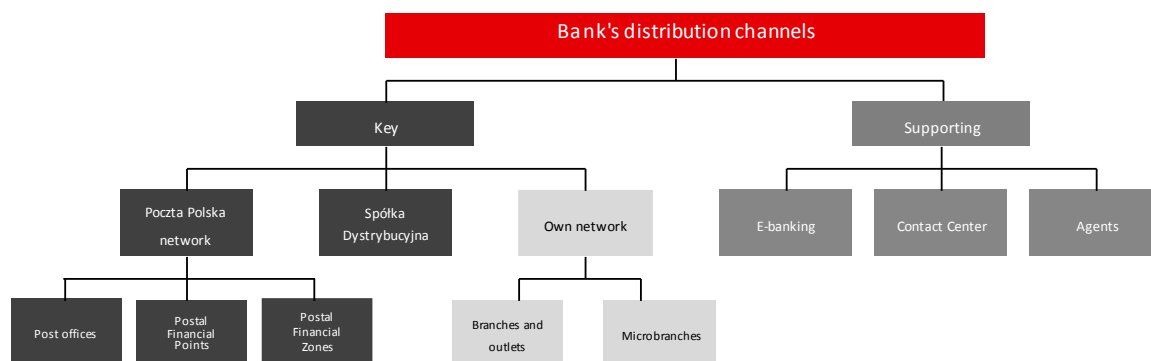 Bank's distribution channels
Key
Supporting
Poczta Polska
network
Spółka
Dystrybucyjna
Own network
E-banking
Contact Center
Agents
Post offices
Postal
Financial
Points
Postal
Financial
Zones
Branches and
outlets
Microbranches